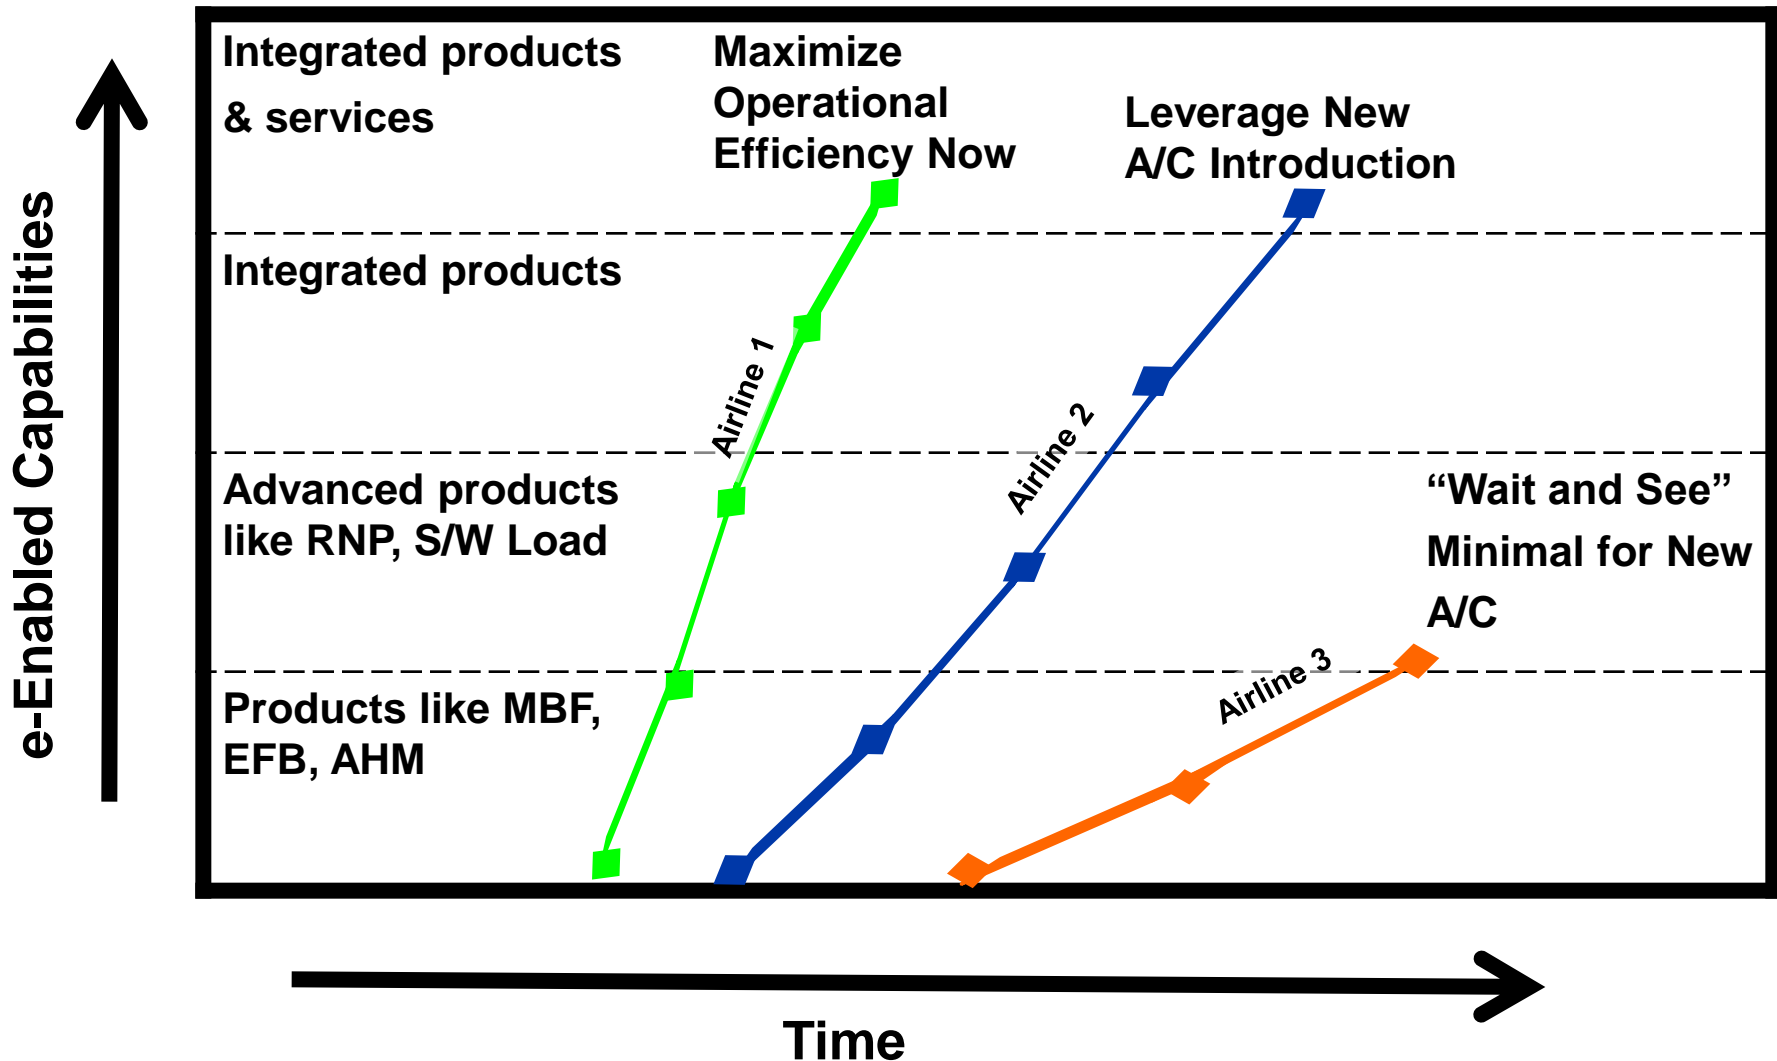 Integrated products
& services
Maximize
Operational
Efficiency Now
Leverage New
A/C Introduction
Integrated products
Airline 1
Airline 2
Advanced products
like RNP, S/W Load
“Wait and See”
Minimal for New
A/C
Airline 3
Products like MBF,
EFB, AHM
e-Enabled Capabilities
Time